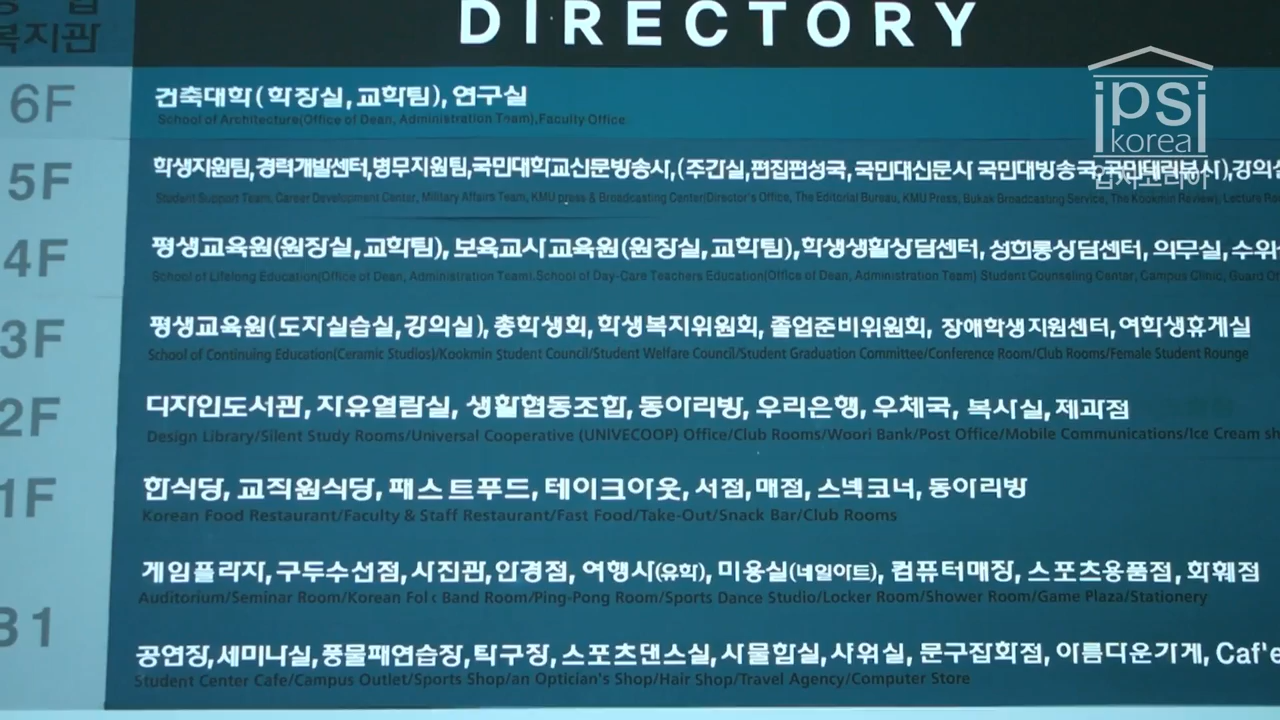 DIRECTORY
복지관
ipsi
korea
입시코리아
6F
건축대학(학장실,교학팀), 연구실
School of Architecture(Office of Dean, Administration Team),Faculty Office
5F
학생지원팀,경력개발센터,병무지원팀,국민대학교신문방송사,(주간실,편집편성국,국민대신문사 국민대방송국,국민대리뷰사),강의실
Student Support Team, Career Development Center, Military Affairs Team, KMU press & Broadcasting Center(Director's Office, The Editorial Bureau, KMU Press, Bukak Broadcasting Service, The Kookmin Review), Lecture
4F
평생교육원(원장실,교학팀),보육교사교육원(원장실,교학팀),학생생활상담센터, 성희롱상담센터, 의무실,
School of Lifelong Education(Office of Dean, Administration Team).School of Day-Care Teachers Education(Office of Dean, Administration Team) Student Counseling Center, Campus Clinic,
3F
평생교육원(도자실습실,강의실),총학생회,학생복지위원회,졸업준비위원회, 장애학생지원센터,여학생휴게실
School of Continuing Education(Ceramic Studios)/Kookmin Student Council/Student Welfare Council/Student Graduation Committee/Conference Room/Club Rooms/Female Student Rounge
2F
디자인도서관, 자유열람실, 생활협동조합, 동아리방, 우리은행, 우체국, 복사실, 제과점
Design Library/Silent Study Rooms/Universal Cooperative (UNIVECOOP) Office/Club Rooms/Woori Bank/Post Office/Mobile Communications/Ice Cream
1F
한식당, 교직원식당, 패스트푸드, 테이크아웃, 서점, 매점, 스넥코너, 동아리방
Korean Food Restaurant/Faculty & Staff Restaurant/Fast Food/Take-Out/Snack Bar/Club Rooms
B1
게임플라자, 구두수선점, 사진관, 안경점, 여행사(유학), 미용실(네일아트), 컴퓨터매장, 스포츠용품점, 화훼점
Auditorium/Seminar Room/Korean Folk Band Room/Ping-Pong Room/Sports Dance Studio/Locker Room/Shower Room/Game Plaza/Stationery
공연장, 세미나실, 풍물패연습장, 탁구장, 스포츠댄스실, 사물함실, 샤워실, 문구잡화점, 아름다운가게, Caf'e
Student Center Cafe/Campus Outlet/Sports Shop/an Optician's Shop/Hair Shop/Travel Agency/Computer Store